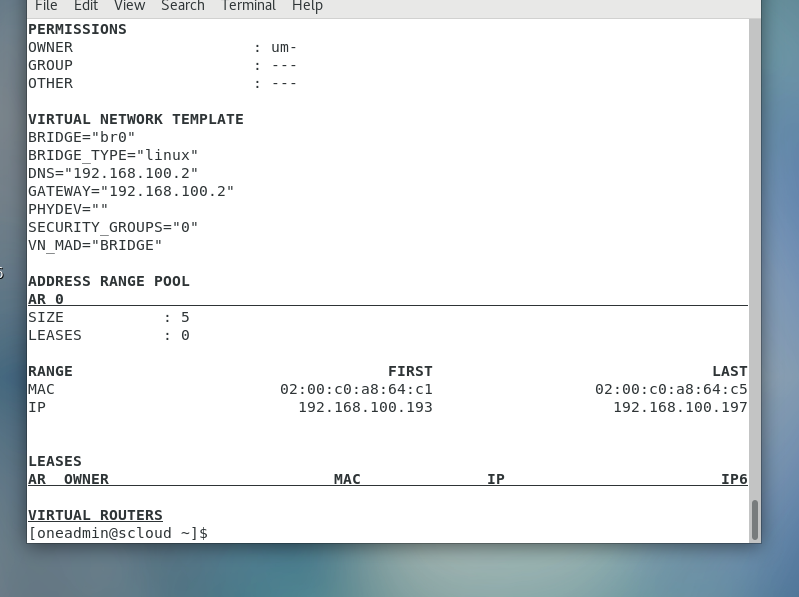 File Edit View Search Terminal Help
PERMISSIONS
OWNER : um-
GROUP : ---
OTHER : ---
VIRTUAL NETWORK TEMPLATE
BRIDGE="br0"
BRIDGE_TYPE="linux"
DNS="192.168.100.2"
GATEWAY="192.168.100.2"
PHYDEV=""
SECURITY_GROUPS="0"
VN_MAD="BRIDGE"
ADDRESS RANGE POOL
AR 0
SIZE : 5
LEASES : 0
RANGE FIRST LAST
MAC 02:00:c0:a8:64:c1 02:00:c0:a8:64:c5
IP 192.168.100.193 192.168.100.197
LEASES
AR OWNER MAC IP IP6
VIRTUAL ROUTERS
[oneadmin@scloud ~]$